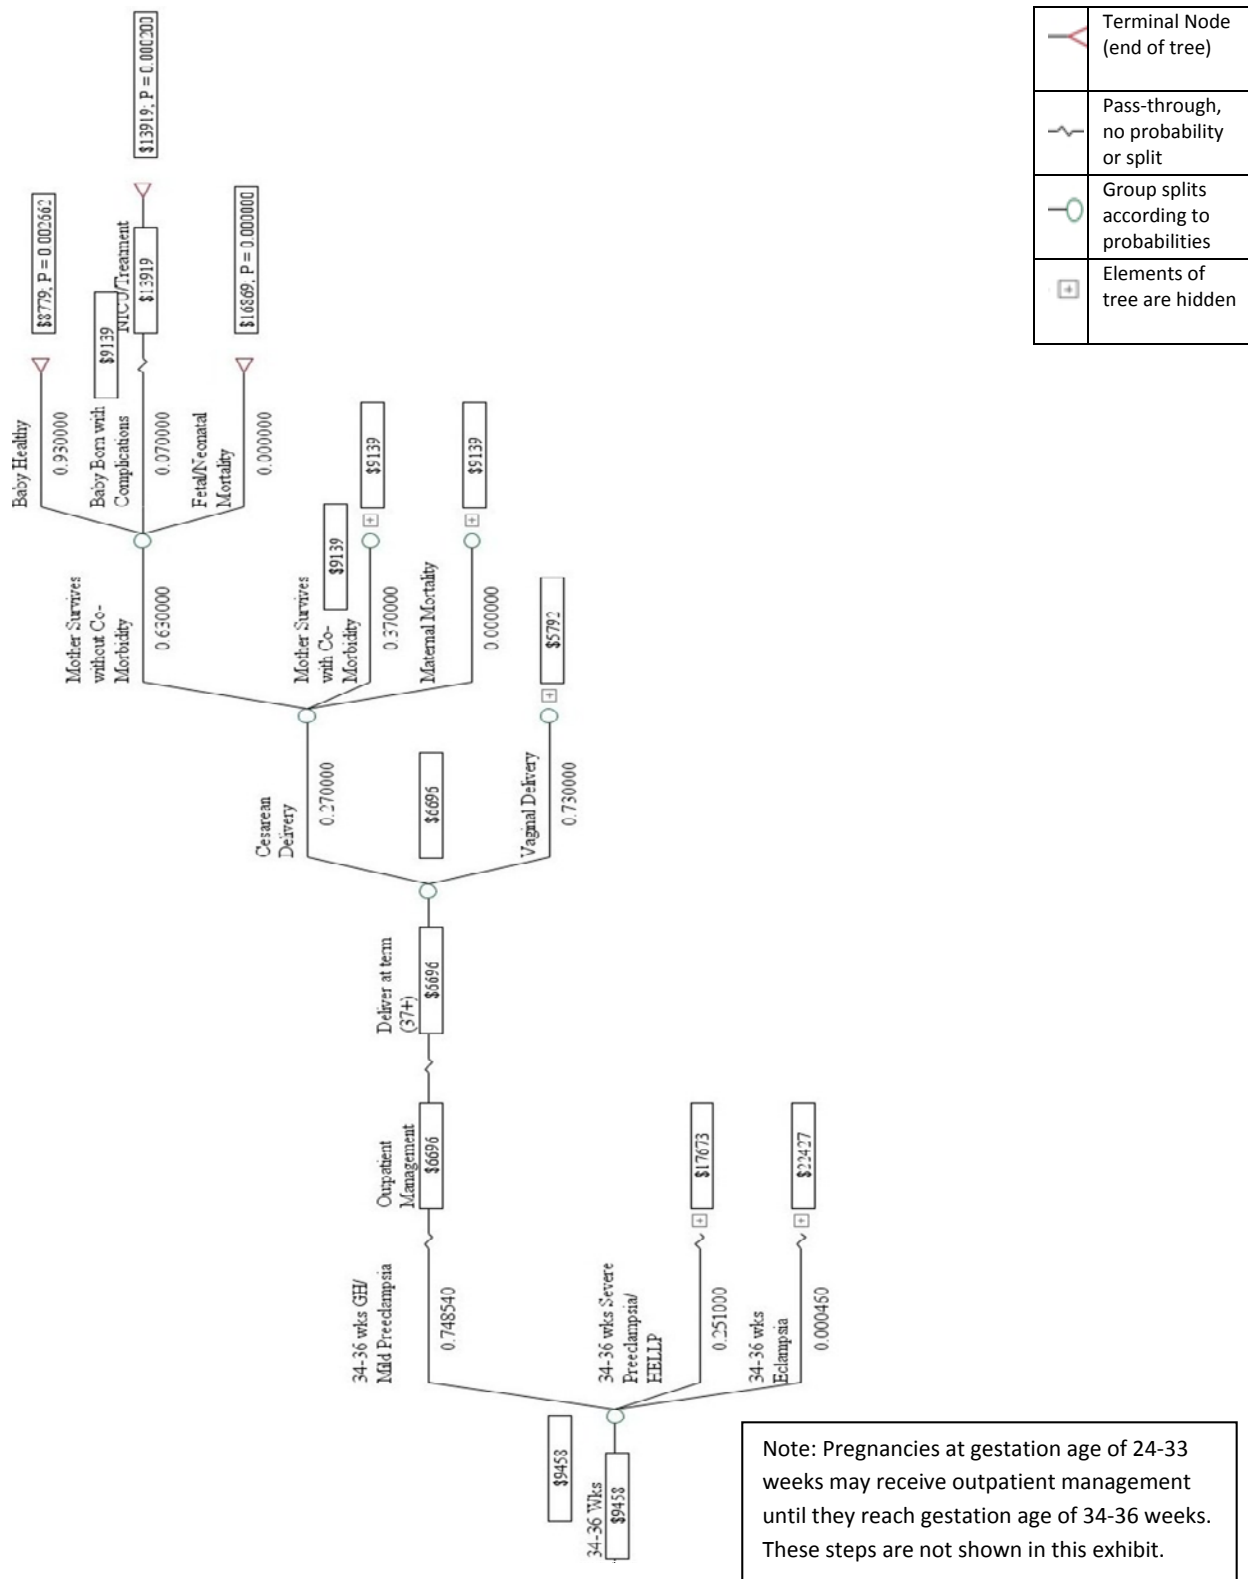 Terminal Node
(end of tree)
Pass-through,
no probability
or split
Group splits
according to
probabilities
Elements of
tree are hidden
34-36 Wks
$9458
$9458
34-36 wks GH/
Mild Preeclampsia
0.748540
Outpatient
Management
$6696
Deliver at term
(37+)
$6696
$6696
Cesarean
Delivery
0.270000
Mother Survives
without Co-
Morbidity
0.630000
Baby Healthy
0.930000
$8779; P = 0.002662
Baby Born with
Complications
0.070000
$9139
NICU/Treatment
$13919
$13919; P = 0.000200
Fetal/Neonatal
Mortality
0.000000
$16869; P = 0.000000
Mother Survives
with Co-
Morbidity
0.370000
$9139
$9139
Maternal Mortality
0.000000
$9139
Vaginal Delivery
0.730000
$5792
34-36 wks Severe
Preeclampsia/
HELLP
0.251000
$17673
34-36 wks
Eclampsia
0.000460
$22427
Note: Pregnancies at gestation age of 24-33
weeks may receive outpatient management
until they reach gestation age of 34-36 weeks.
These steps are not shown in this exhibit.